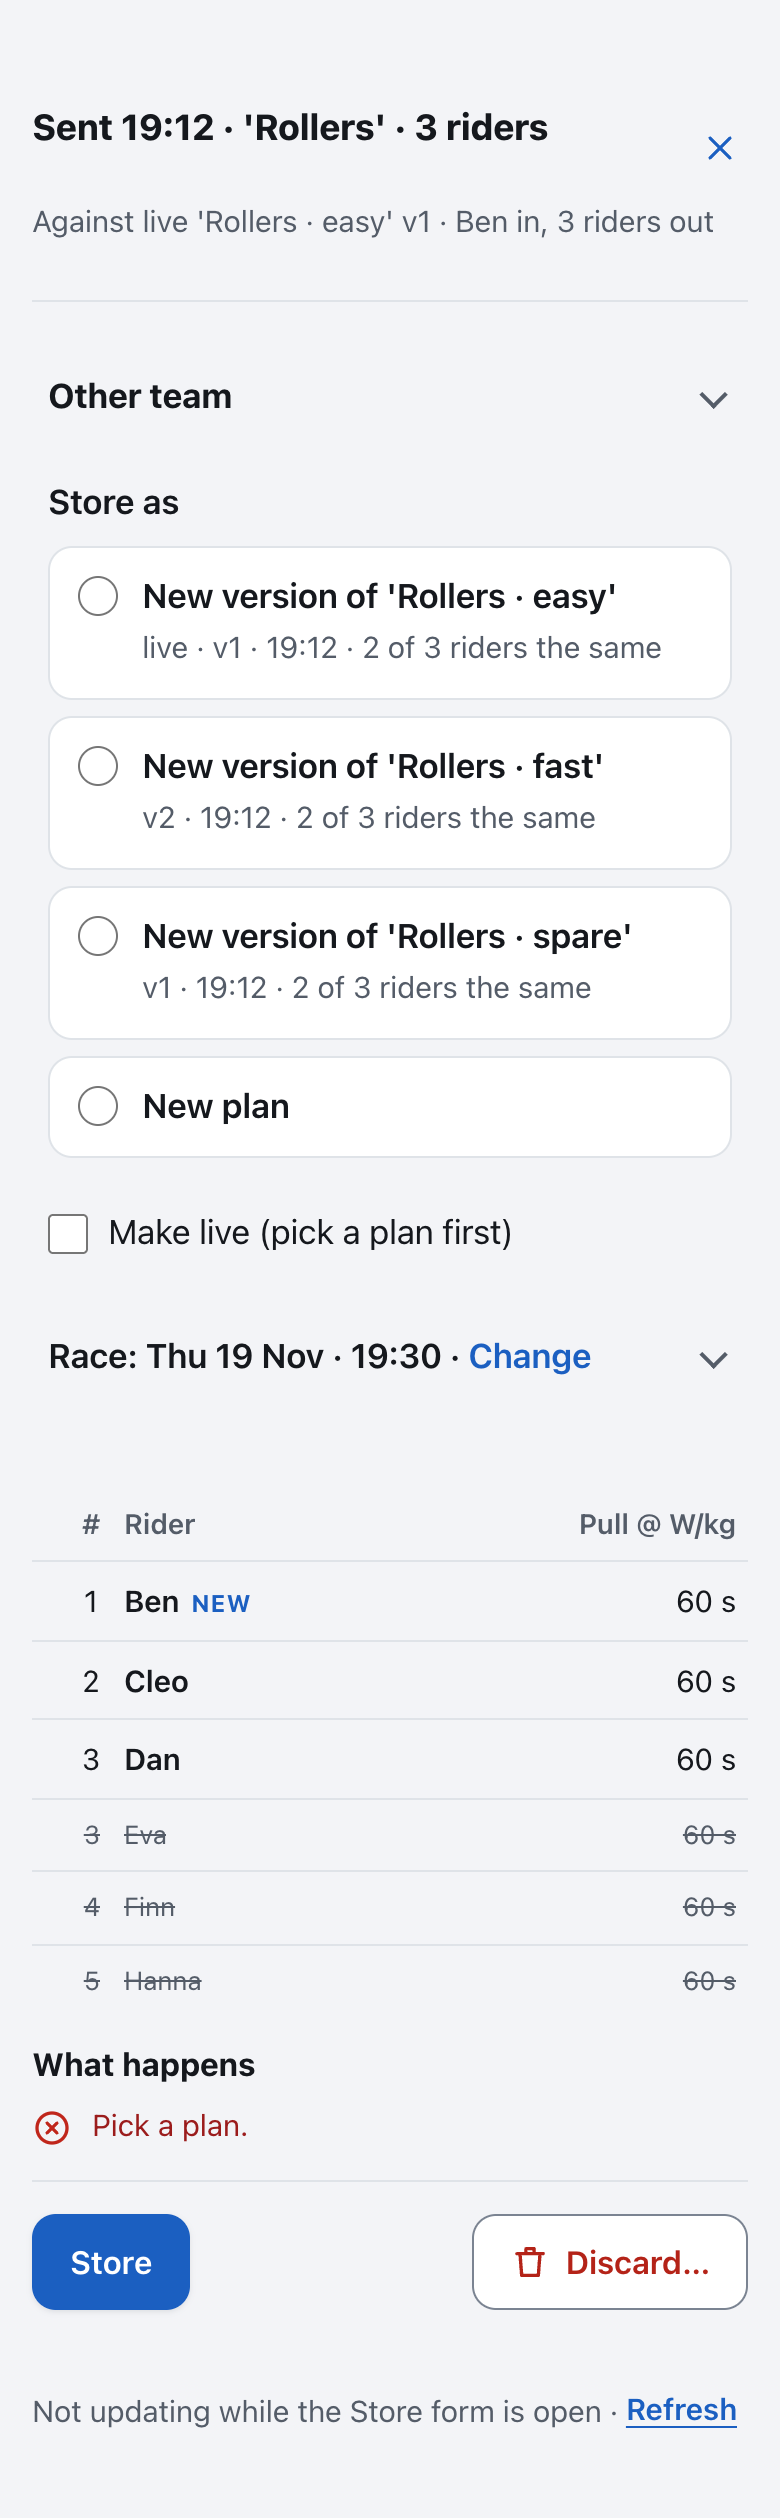 Sent 19:12 · 'Rollers' · 3 riders
Against live 'Rollers · easy' v1 · Ben in, 3 riders out
Other team
Store as
New version of 'Rollers · easy'
live · v1 · 19:12 · 2 of 3 riders the same
New version of 'Rollers · fast'
v2 · 19:12 · 2 of 3 riders the same
New version of 'Rollers · spare'
v1 · 19:12 · 2 of 3 riders the same
New plan
Make live (pick a plan first)
Race: Thu 19 Nov · 19:30 · Change
# Rider Pull @ W/kg
1 Ben NEW 60 s
2 Cleo 60 s
3 Dan 60 s
3 Eva 60 s
4 Finn 60 s
5 Hanna 60 s
What happens
Pick a plan.
Store Discard...
Not updating while the Store form is open · Refresh